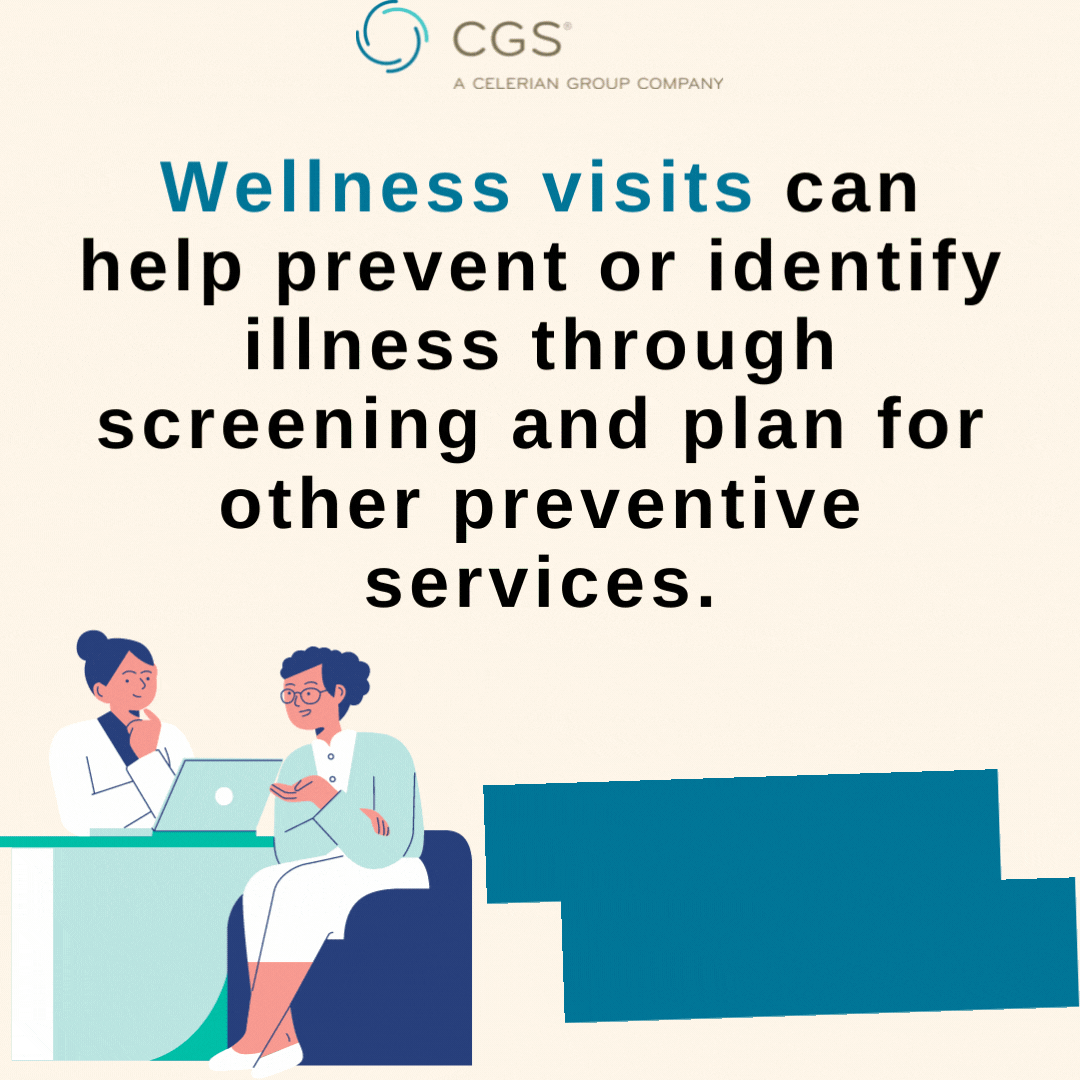 CGS®
A CELERIAN GROUP COMPANY
Wellness visits can
help prevent or identify
illness through
screening and plan for
other preventive
services.